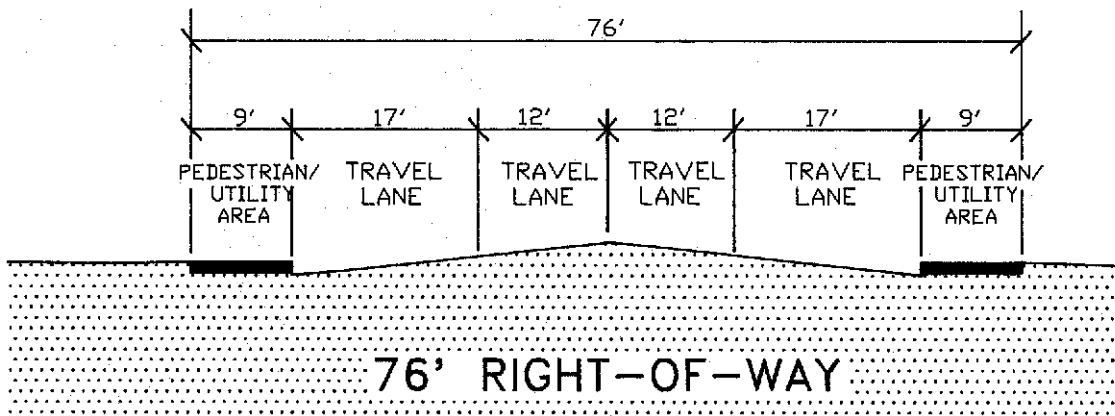 76'
9'
17'
12'
12'
17'
9'
PEDESTRIAN/
UTILITY
AREA
TRAVEL
LANE
TRAVEL
LANE
TRAVEL
LANE
TRAVEL
LANE
PEDESTRIAN/
UTILITY
AREA
76' RIGHT-OF-WAY